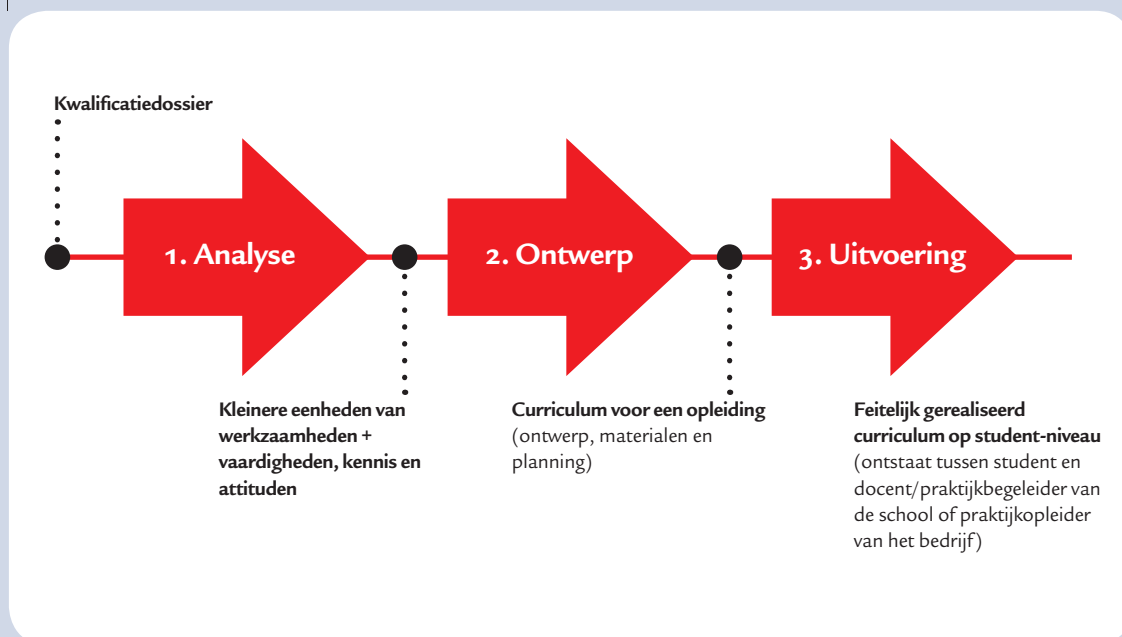 Kwalificatiedossier
1. Analyse
2. Ontwerp
3. Uitvoering
Kleinere eenheden van
werkzaamheden +
vaardigheden, kennis en
attituden
Curriculum voor een opleiding
(ontwerp, materialen en
planning)
Feitelijk gerealiseerd
curriculum op student-niveau
(ontstaat tussen student en
docent/praktijkbegeleider van
de school of praktijkopleider
van het bedrijf)